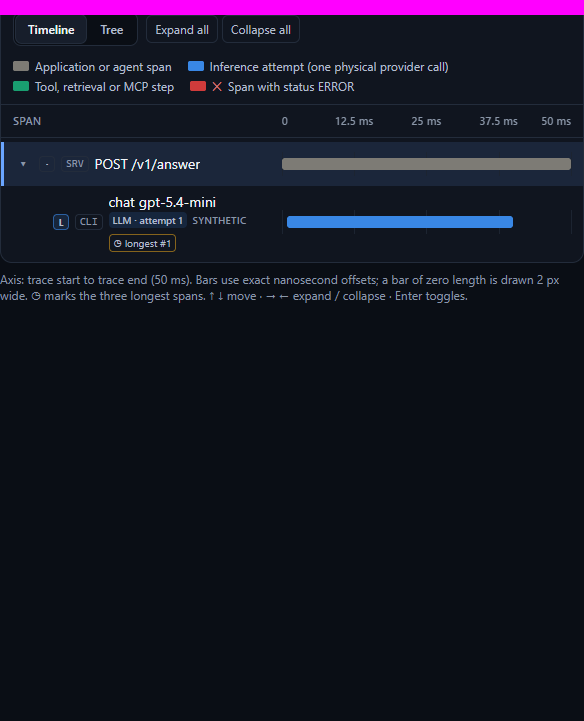 Timeline Tree Expand all Collapse all
Application or agent span Inference attempt (one physical provider call)
Tool, retrieval or MCP step Span with status ERROR
SPAN 0 12.5 ms 25 ms 37.5 ms 50 ms
SRV POST /v1/answer
chat gpt-5.4-mini
L CLI LLM · attempt 1 SYNTHETIC
◷ longest #1
Axis: trace start to trace end (50 ms). Bars use exact nanosecond offsets; a bar of zero length is drawn 2 px
wide. ◷ marks the three longest spans. ↑ ↓ move · → ← expand / collapse · Enter toggles.